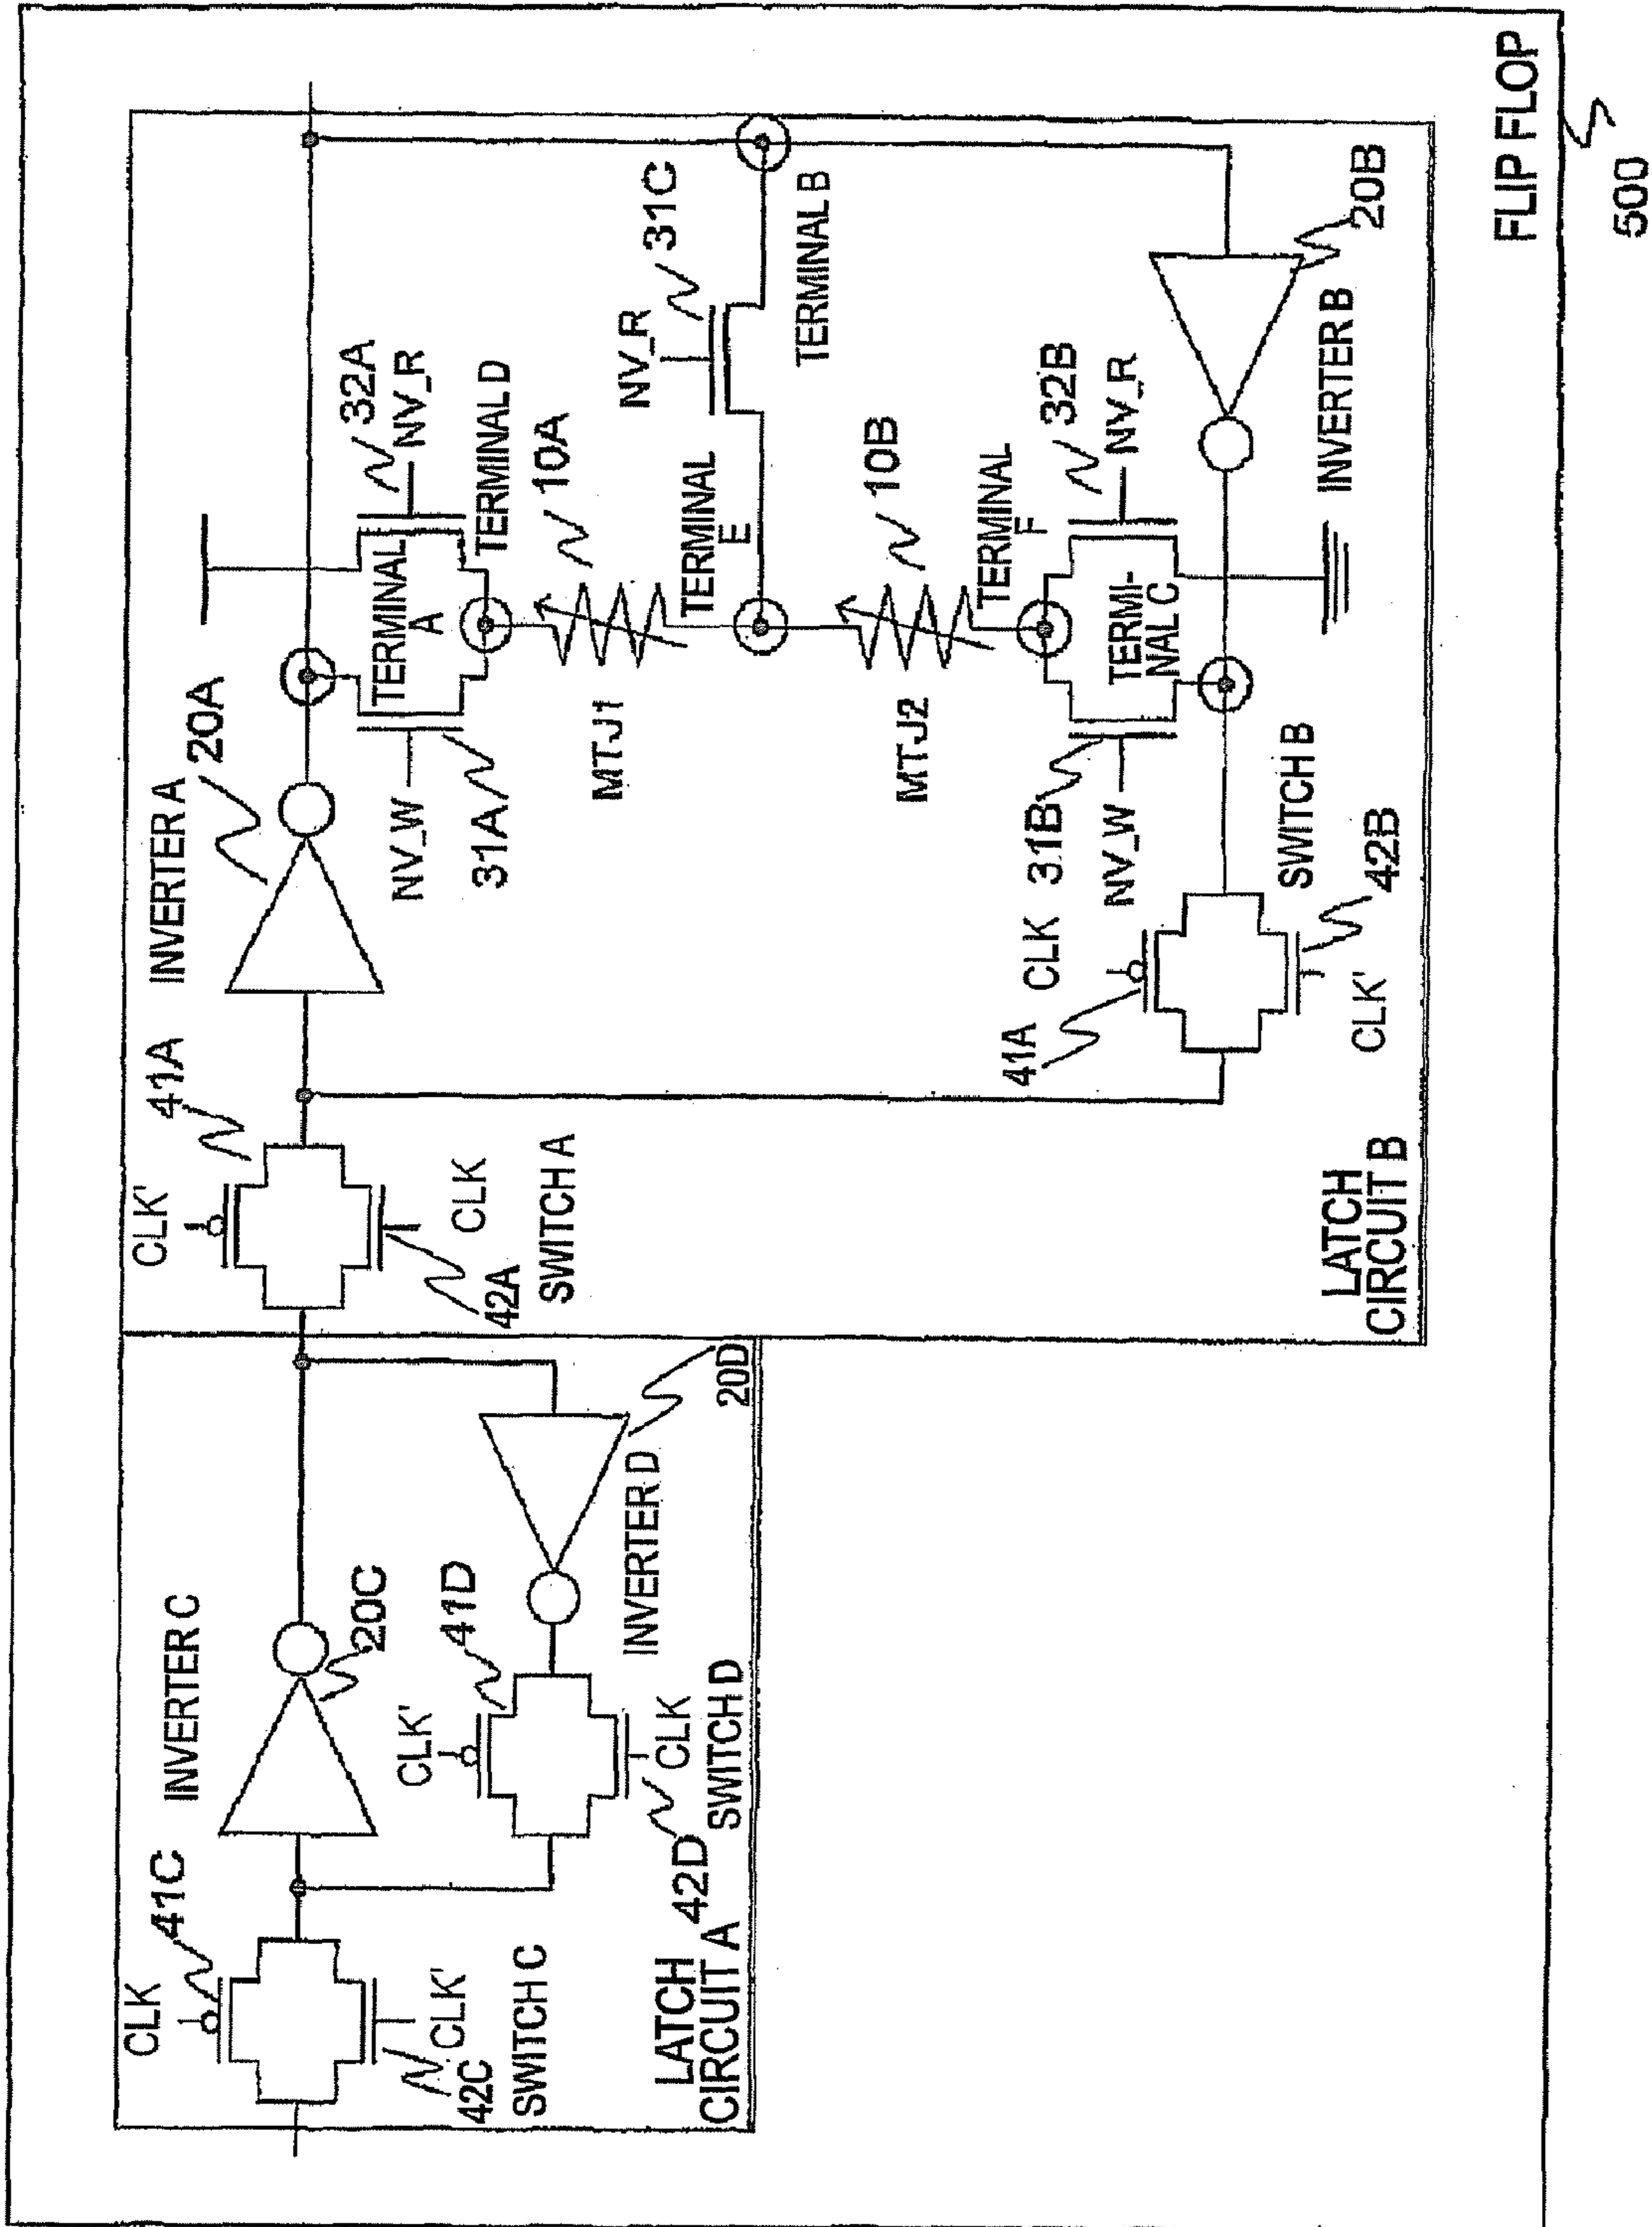 FLIP FLOP
500
LATCH
CIRCUIT A
CLK
41C
42C
CLK'
SWITCH C
INVERTER C
20C
CLK'
41D
42D
CLK
SWITCH D
INVERTER D
20D
LATCH
CIRCUIT B
CLK'
41A
42A
CLK
SWITCH A
INVERTER A
20A
NV_W
31A
TERMINAL
A
32A
NV_R
TERMINAL D
MTJ1
10A
TERMINAL
E
NV_R
31C
TERMINAL B
MTJ2
10B
TERMINAL
F
CLK
31B
NV_W
TERMI-
NAL C
32B
NV_R
41A
CLK'
42B
SWITCH B
INVERTER B
20B